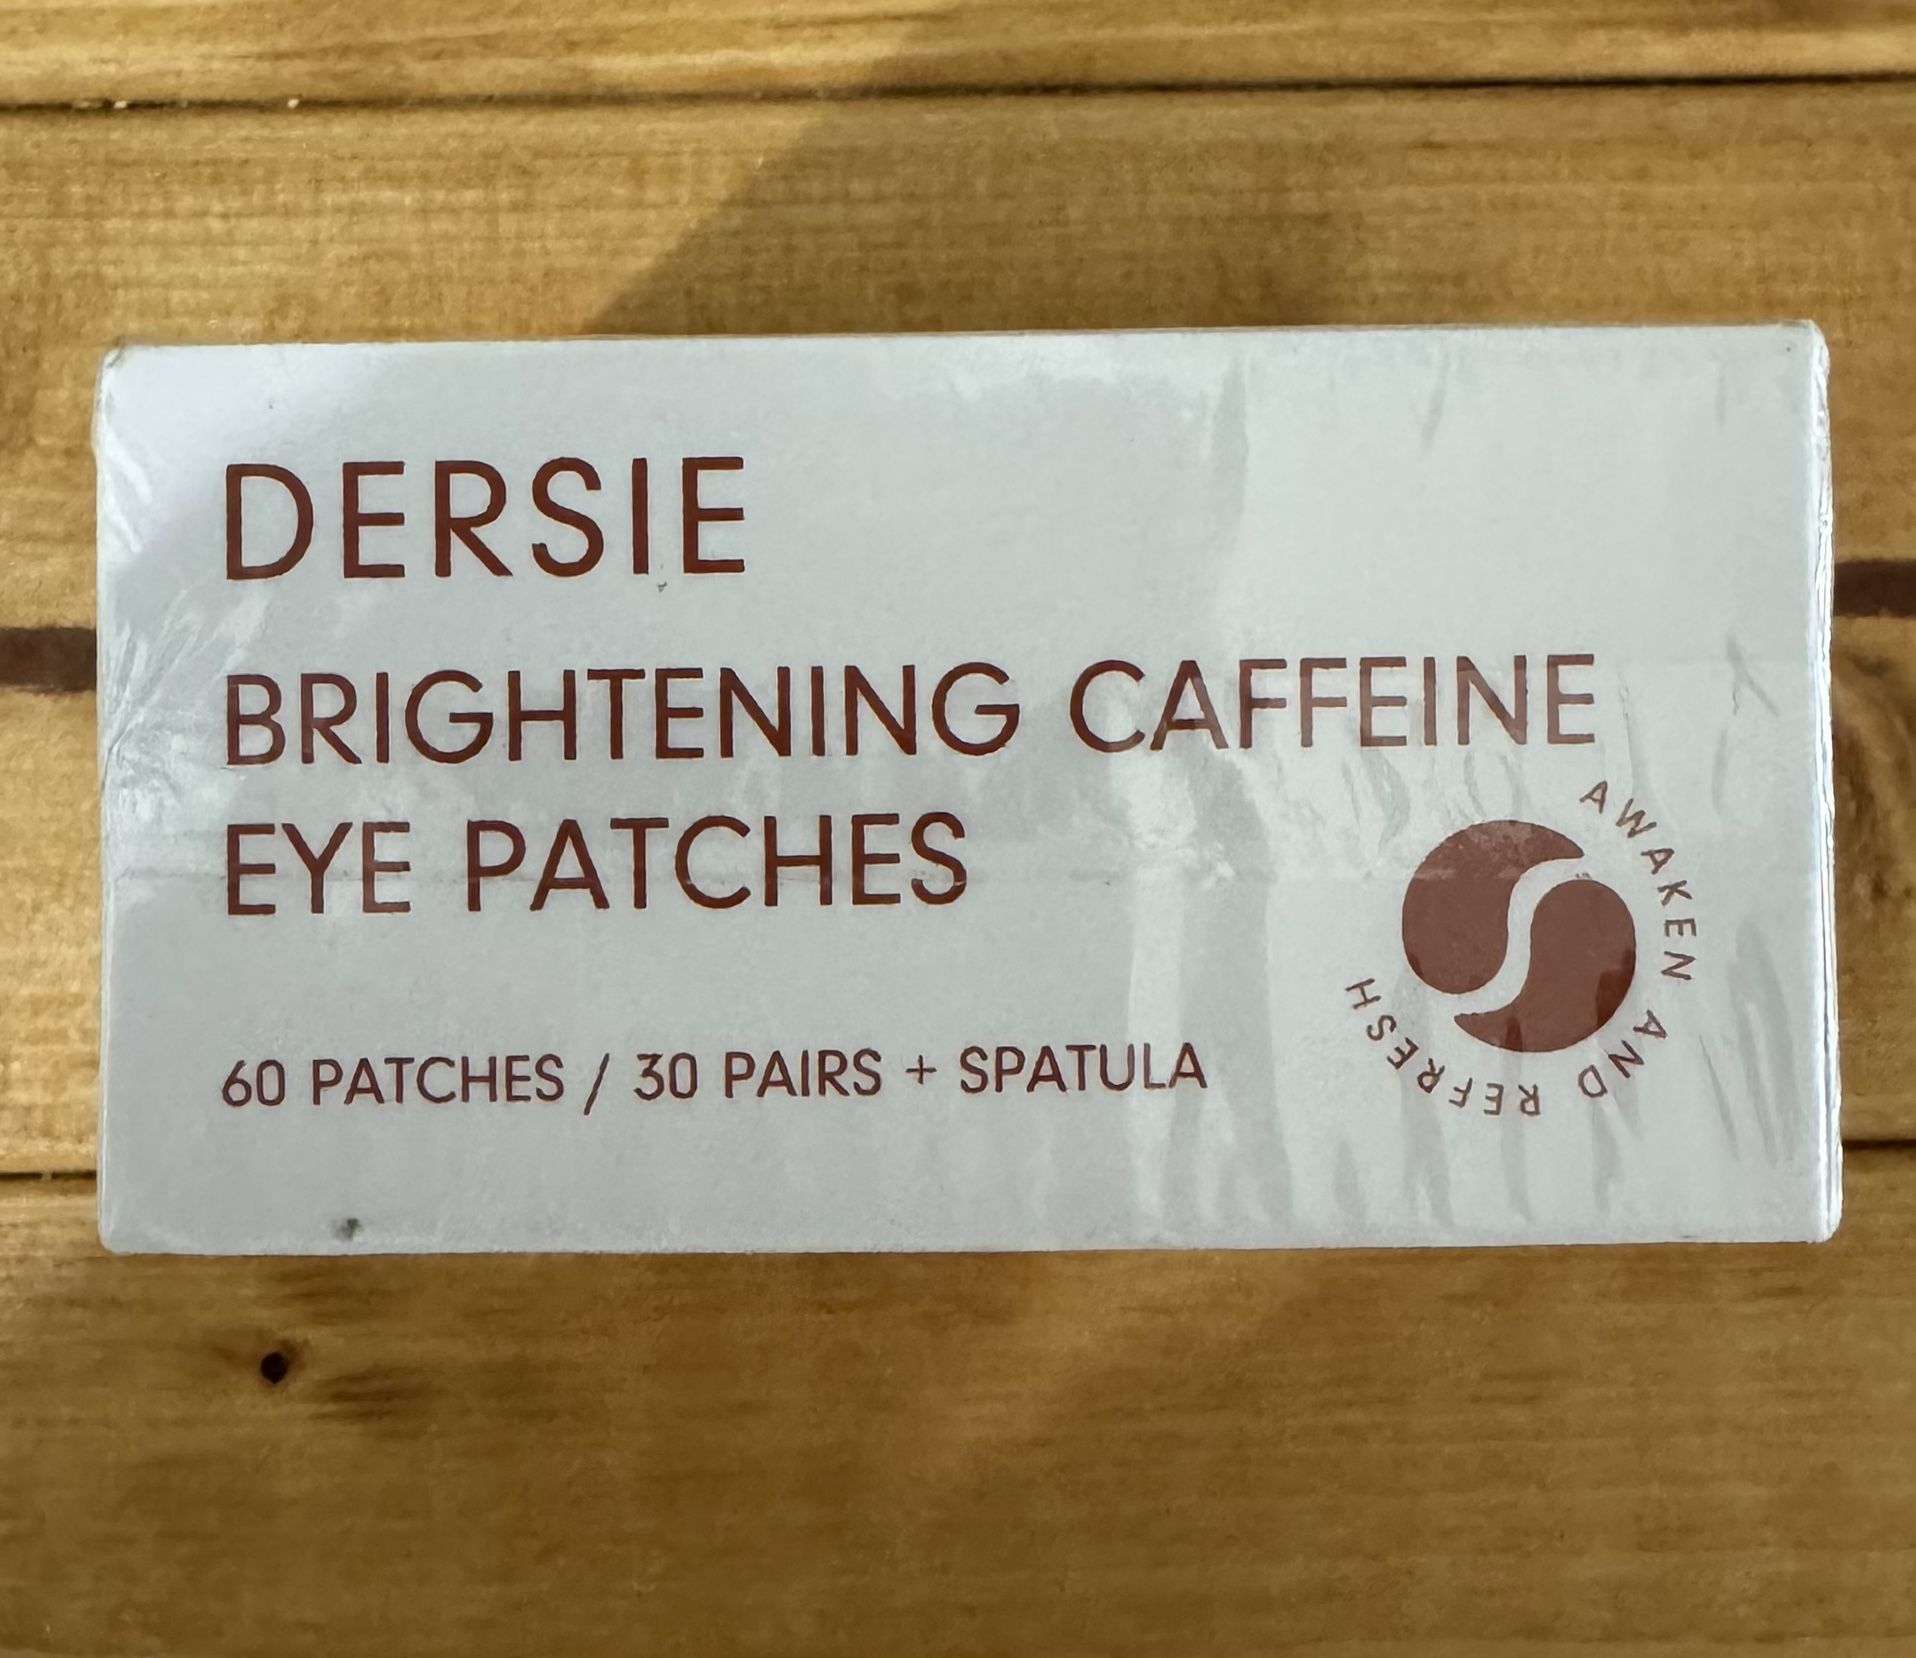 DERSIE
BRIGHTENING CAFFEINE
EYE PATCHES
60 PATCHES / 30 PAIRS + SPATULA
AWAKEN AND REFRESH